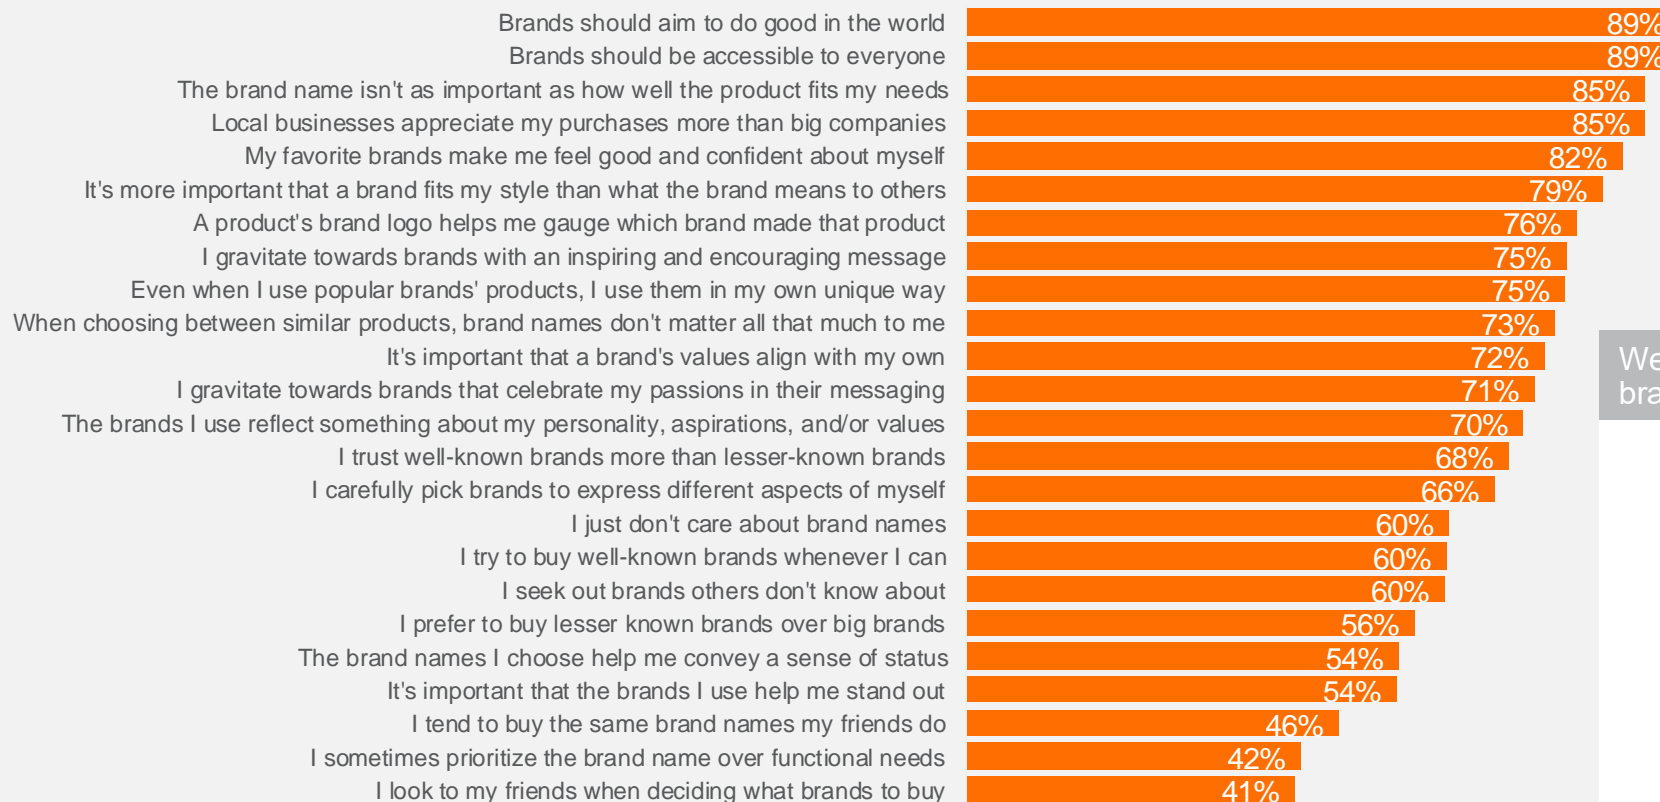 Brands should aim to do good in the world 89%
Brands should be accessible to everyone 89%
The brand name isn't as important as how well the product fits my needs 85%
Local businesses appreciate my purchases more than big companies 85%
My favorite brands make me feel good and confident about myself 82%
It's more important that a brand fits my style than what the brand means to others 79%
A product's brand logo helps me gauge which brand made that product 76%
I gravitate towards brands with an inspiring and encouraging message 75%
Even when I use popular brands' products, I use them in my own unique way 75%
When choosing between similar products, brand names don't matter all that much to me 73%
It's important that a brand's values align with my own 72%
We
I gravitate towards brands that celebrate my passions in their messaging 71%
bra
The brands I use reflect something about my personality, aspirations, and/or values 70%
I trust well-known brands more than lesser-known brands 68%
I carefully pick brands to express different aspects of myself 66%
I just don't care about brand names 60%
I try to buy well-known brands whenever I can 60%
I seek out brands others don't know about 60%
I prefer to buy lesser known brands over big brands 56%
The brand names I choose help me convey a sense of status 54%
It's important that the brands I use help me stand out 54%
I tend to buy the same brand names my friends do 46%
I sometimes prioritize the brand name over functional needs 42%
I look to my friends when deciding what brands to buy 41%